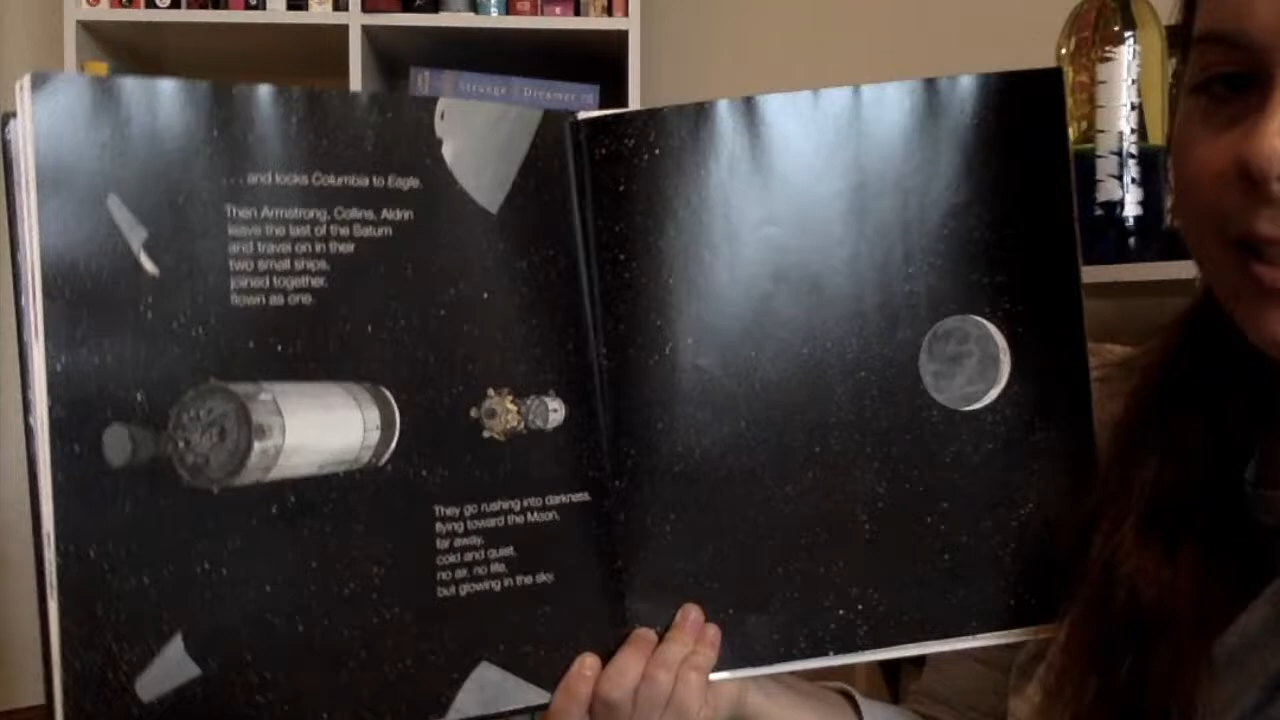 Strange Dreamer
. . . and locks Columbia to Eagle.
Then Armstrong, Collins, Aldrin
leave the last of the Saturn
and travel on in their
two small ships,
joined together,
flown as one.
They go rushing into darkness,
flying toward the Moon,
far away,
cold and quiet,
no air, no life,
but glowing in the sky.